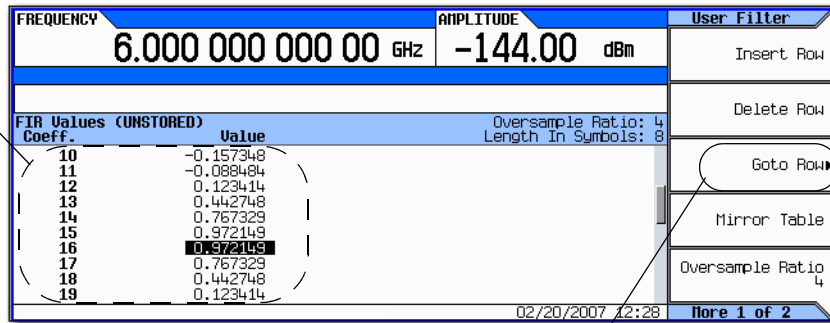 FREQUENCY AMPLITUDE User Filter
6.000 000 000 00 GHz -144.00 dBm
Insert Row
Delete Row
FIR Values (UNSTORED) Oversample Ratio: 4
Coeff. Value Length In Symbols: 8
10 -0.157348
11 -0.088484
12 0.123414
13 0.442748
14 0.767329
15 0.972149
16 0.972149
17 0.767329
18 0.442748
19 0.123414
Goto Row
Mirror Table
Oversample Ratio
4
02/20/2007 12:28 More 1 of 2